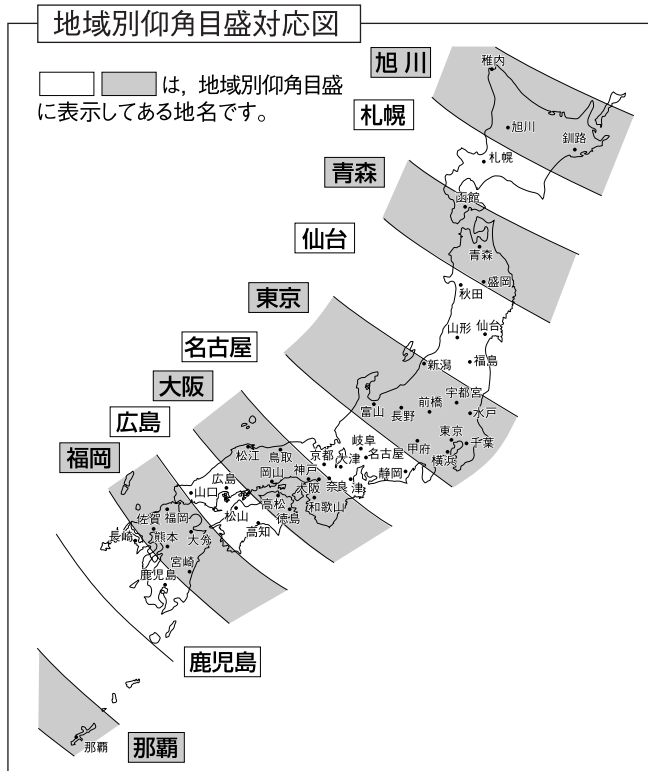 地域別仰角目盛対応図
は，地域別仰角目盛
に表示してある地名です。
旭川
札幌
青森
仙台
東京
名古屋
大阪
広島
福岡
鹿児島
那覇
稚内
旭川
釧路
札幌
函館
青森
盛岡
秋田
山形
仙台
新潟
福島
宇都宮
前橋
水戸
富山
長野
東京
千葉
甲府
横浜
岐阜
名古屋
静岡
京都
大津
津
奈良
松江
鳥取
岡山
神戸
大阪
和歌山
広島
山口
高松
徳島
松山
高知
佐賀
福岡
長崎
熊本
大分
宮崎
鹿児島
那覇